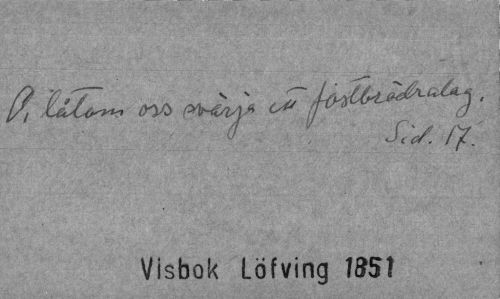 O, låtom oss svärja ett fostbrödralag.
Sid. 17.
Visbok Löfving 1851